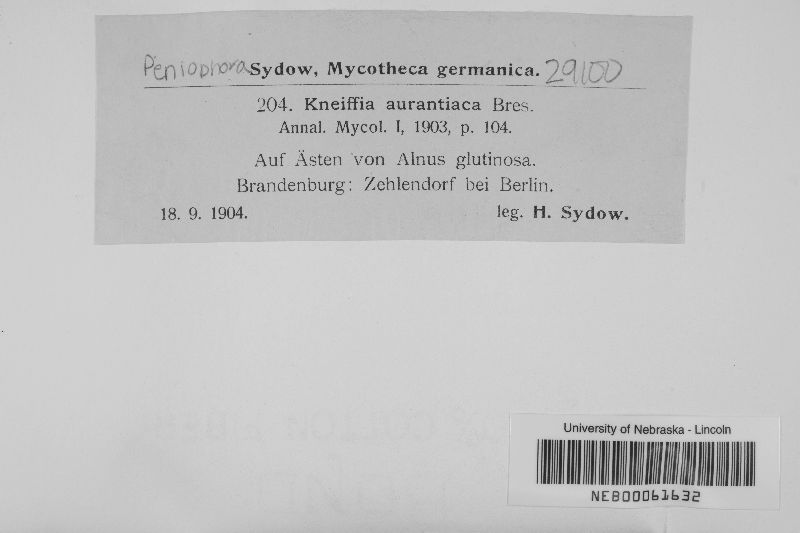 Peniophora Sydow, Mycotheca germanica. 29100
204. Kneiffia aurantiaca Bres.
Annal. Mycol. I, 1903, p. 104.
Auf Ästen von Alnus glutinosa.
Brandenburg: Zehlendorf bei Berlin.
18. 9. 1904. leg. H. Sydow.
University of Nebraska - Lincoln
NEB00061632